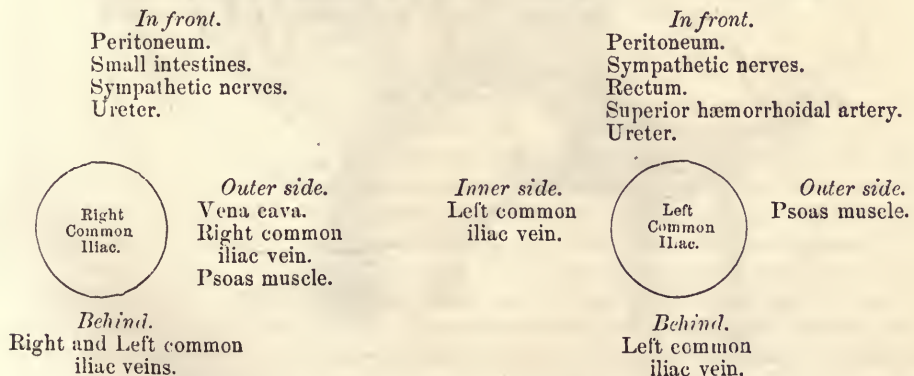 In front.
Peritoneum.
Small intestines.
Sympathetic nerves.
Ureter.
Right
Common
Iliac.
Outer side.
Vena cava.
Right common
iliac vein.
Psoas muscle.
Behind.
Right and Left common
iliac veins.
In front.
Peritoneum.
Sympathetic nerves.
Rectum.
Superior hæmorrhoidal artery.
Ureter.
Inner side.
Left common
iliac vein.
Left
Common
Iliac.
Outer side.
Psoas muscle.
Behind.
Left common
iliac vein.